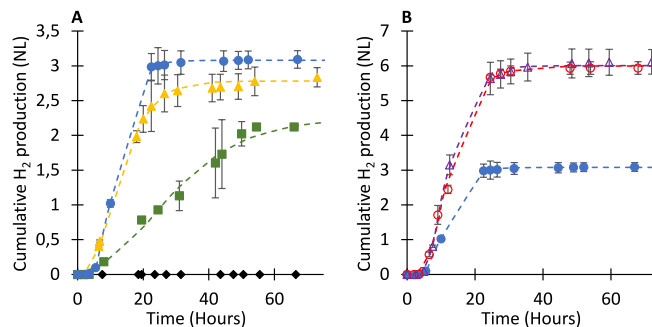 A
Cumulative H₂ production (NL)
3,5
3
2,5
2
1,5
1
0,5
0
0 20 40 60
Time (Hours)
B
Cumulative H₂ production (NL)
7
6
5
4
3
2
1
0
0 20 40 60
Time (Hours)